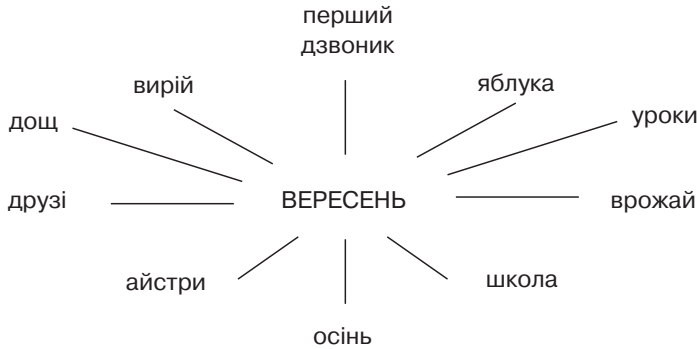 перший
дзвоник
вирій
яблука
дощ
уроки
друзі
ВЕРЕСЕНЬ
врожай
айстри
школа
осінь